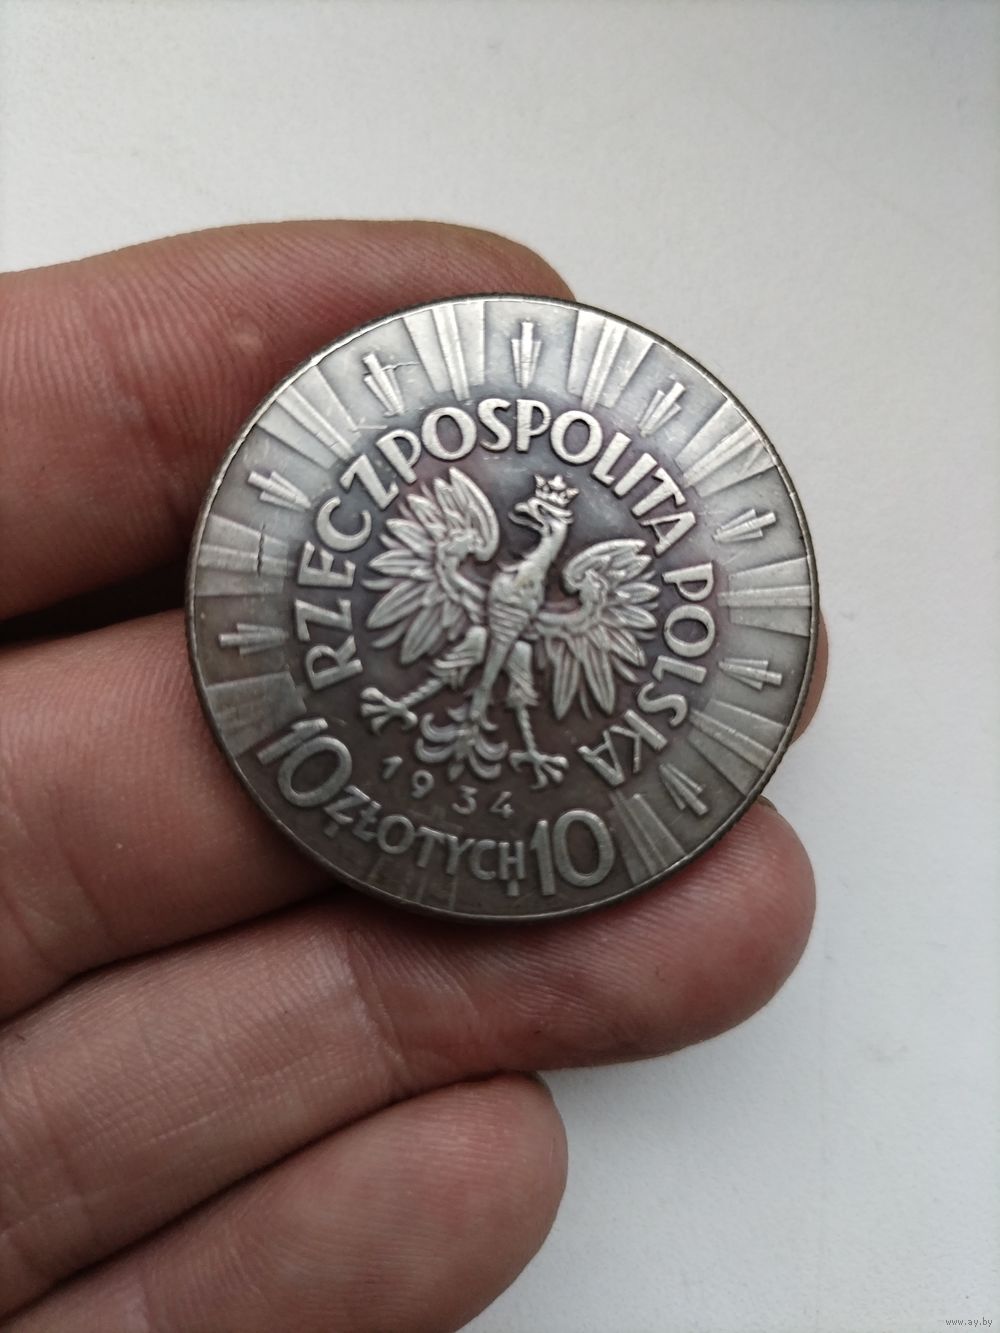 RZECZPOSPOLITA POLSKA
1934
10 ZŁOTYCH 10
www.ay.by